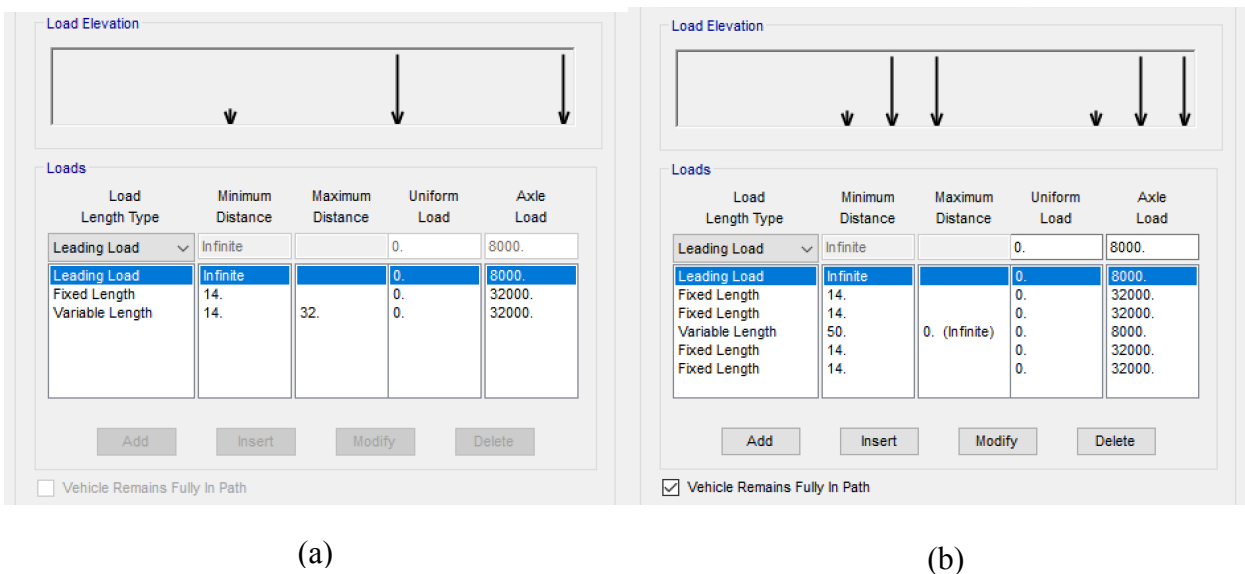 Load Elevation
Loads
Load Length Type Minimum Distance Maximum Distance Uniform Load Axle Load
Leading Load Infinite 0. 8000.
Leading Load Infinite 0. 8000.
Fixed Length 14. 0. 32000.
Variable Length 14. 32. 0. 32000.
Add Insert Modify Delete
Vehicle Remains Fully In Path
(a)
Load Elevation
Loads
Load Length Type Minimum Distance Maximum Distance Uniform Load Axle Load
Leading Load Infinite 0. 8000.
Leading Load Infinite 0. 8000.
Fixed Length 14. 0. 32000.
Fixed Length 14. 0. 32000.
Variable Length 50. 0. (Infinite) 0. 8000.
Fixed Length 14. 0. 32000.
Fixed Length 14. 0. 32000.
Add Insert Modify Delete
Vehicle Remains Fully In Path
(b)